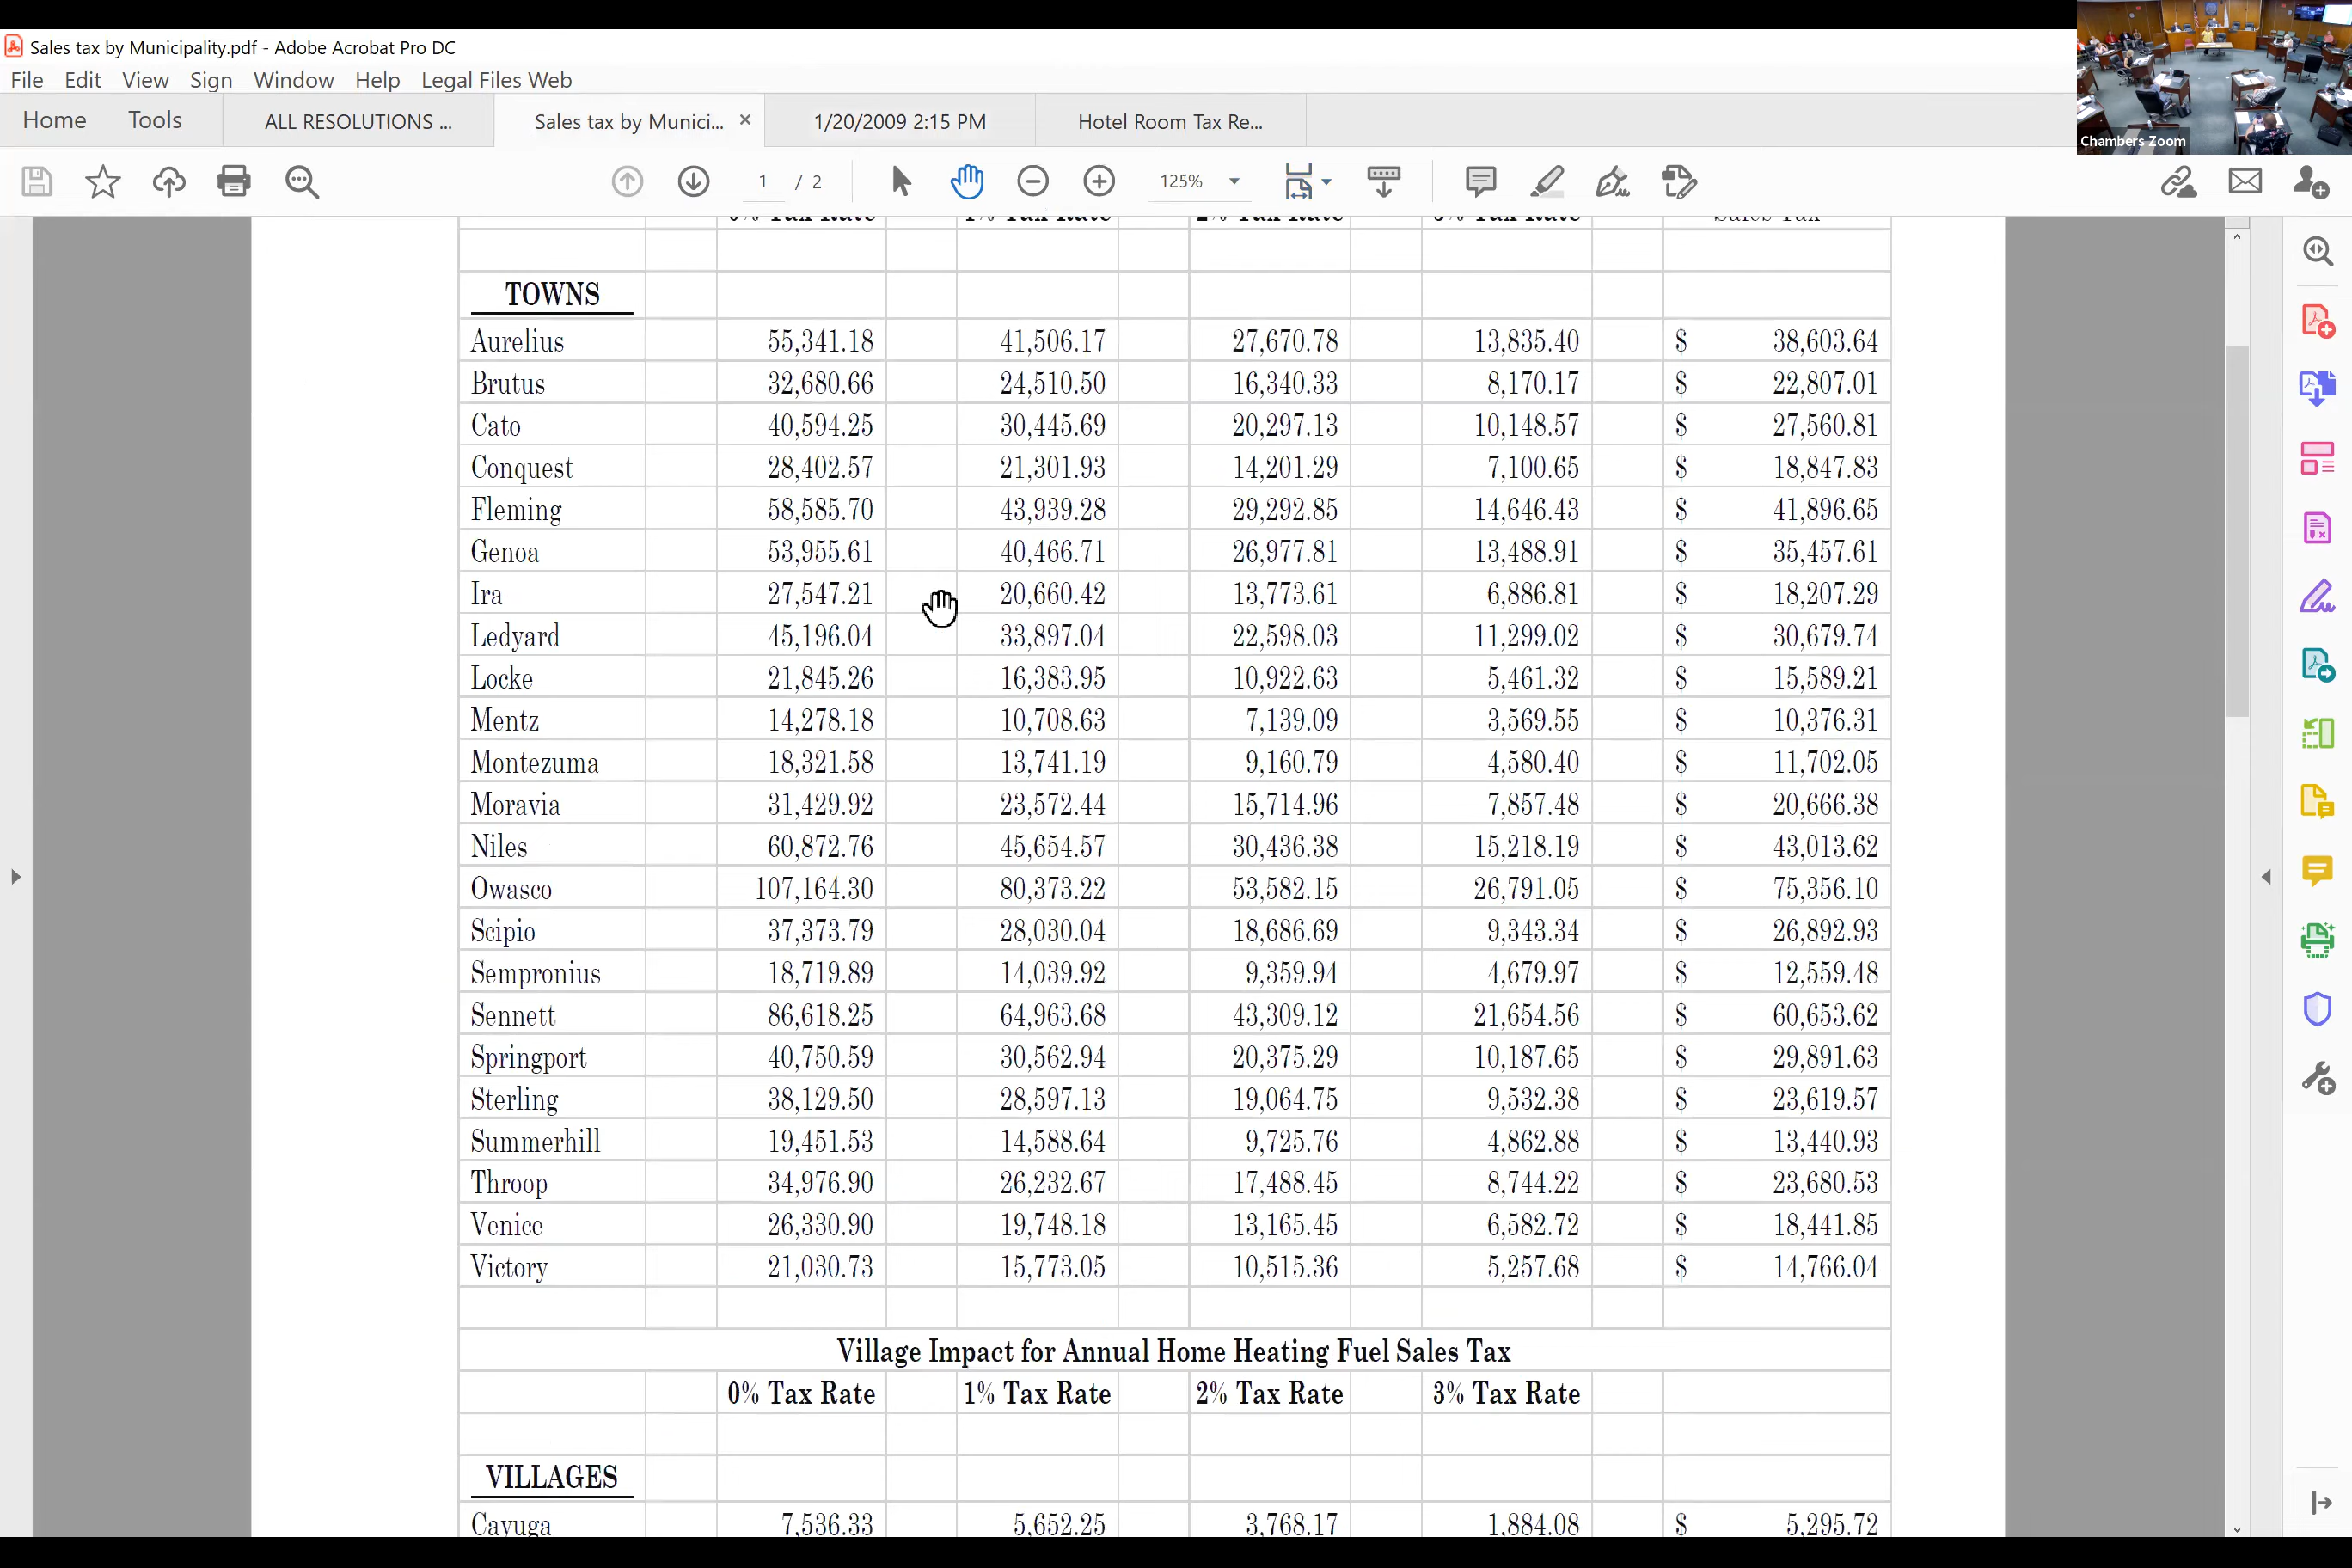 Sales tax by Municipality.pdf - Adobe Acrobat Pro DC
File Edit View Sign Window Help Legal Files Web
Home Tools ALL RESOLUTIONS ... Sales tax by Munici... × 1/20/2009 2:15 PM Hotel Room Tax Re...
Chambers Zoom
1 / 2 125%
0% Tax Rate 1% Tax Rate 2% Tax Rate 3% Tax Rate Sales Tax
TOWNS
Aurelius 55,341.18 41,506.17 27,670.78 13,835.40 $ 38,603.64
Brutus 32,680.66 24,510.50 16,340.33 8,170.17 $ 22,807.01
Cato 40,594.25 30,445.69 20,297.13 10,148.57 $ 27,560.81
Conquest 28,402.57 21,301.93 14,201.29 7,100.65 $ 18,847.83
Fleming 58,585.70 43,939.28 29,292.85 14,646.43 $ 41,896.65
Genoa 53,955.61 40,466.71 26,977.81 13,488.91 $ 35,457.61
Ira 27,547.21 20,660.42 13,773.61 6,886.81 $ 18,207.29
Ledyard 45,196.04 33,897.04 22,598.03 11,299.02 $ 30,679.74
Locke 21,845.26 16,383.95 10,922.63 5,461.32 $ 15,589.21
Mentz 14,278.18 10,708.63 7,139.09 3,569.55 $ 10,376.31
Montezuma 18,321.58 13,741.19 9,160.79 4,580.40 $ 11,702.05
Moravia 31,429.92 23,572.44 15,714.96 7,857.48 $ 20,666.38
Niles 60,872.76 45,654.57 30,436.38 15,218.19 $ 43,013.62
Owasco 107,164.30 80,373.22 53,582.15 26,791.05 $ 75,356.10
Scipio 37,373.79 28,030.04 18,686.69 9,343.34 $ 26,892.93
Sempronius 18,719.89 14,039.92 9,359.94 4,679.97 $ 12,559.48
Sennett 86,618.25 64,963.68 43,309.12 21,654.56 $ 60,653.62
Springport 40,750.59 30,562.94 20,375.29 10,187.65 $ 29,891.63
Sterling 38,129.50 28,597.13 19,064.75 9,532.38 $ 23,619.57
Summerhill 19,451.53 14,588.64 9,725.76 4,862.88 $ 13,440.93
Throop 34,976.90 26,232.67 17,488.45 8,744.22 $ 23,680.53
Venice 26,330.90 19,748.18 13,165.45 6,582.72 $ 18,441.85
Victory 21,030.73 15,773.05 10,515.36 5,257.68 $ 14,766.04
Village Impact for Annual Home Heating Fuel Sales Tax
0% Tax Rate 1% Tax Rate 2% Tax Rate 3% Tax Rate
VILLAGES
Cayuga 7,536.33 5,652.25 3,768.17 1,884.08 $ 5,295.72